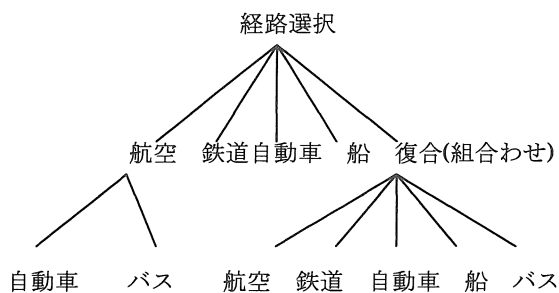 経路選択
航空 鉄道自動車 船 復合(組合わせ)
自動車 バス 航空 鉄道 自動車 船 バス